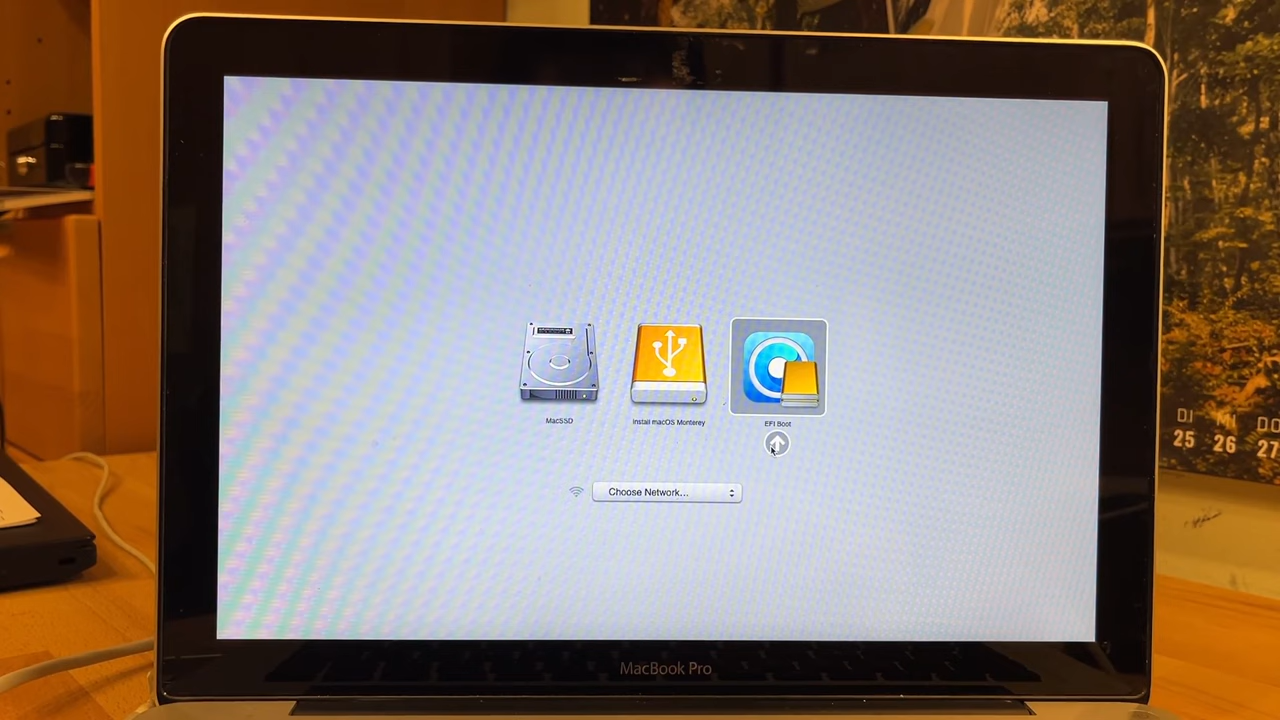 MacSSD
Install macOS Monterey
EFI Boot
Choose Network...
MacBook Pro
DI MI DO
25 26 27